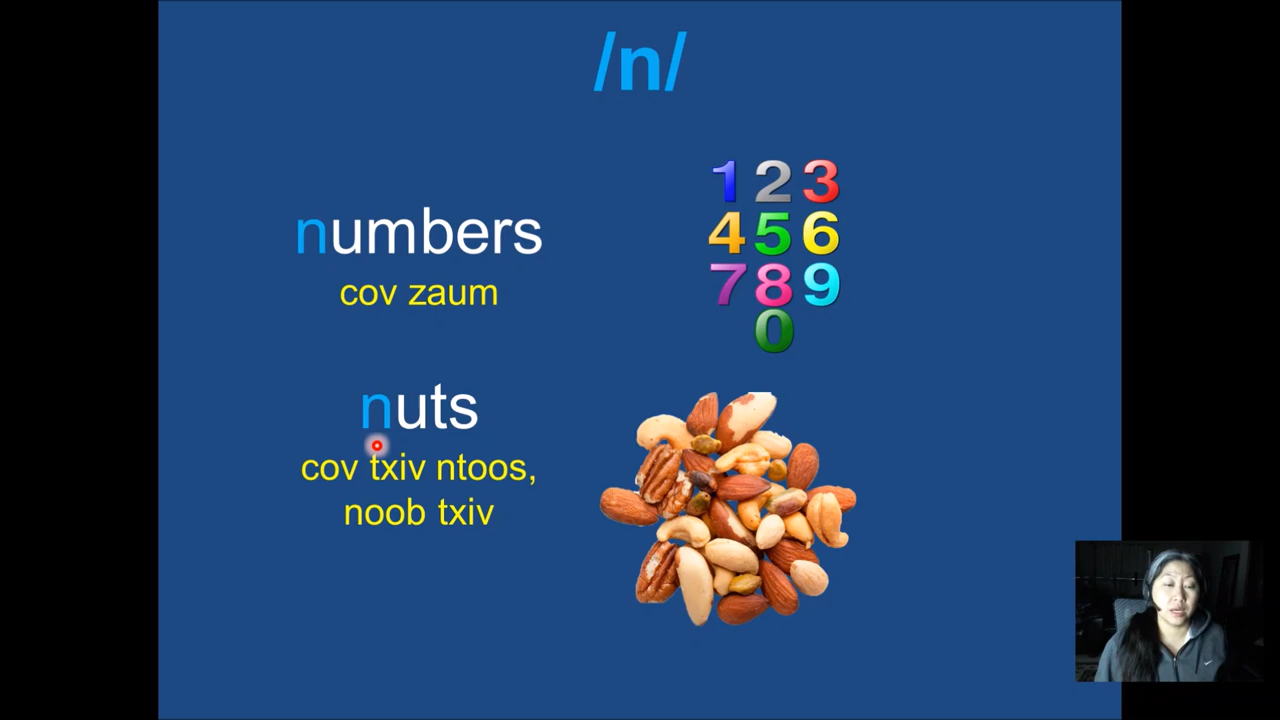 /n/
numbers
cov zaum
1 2 3
4 5 6
7 8 9
0
nuts
cov txiv ntoos,
noob txiv